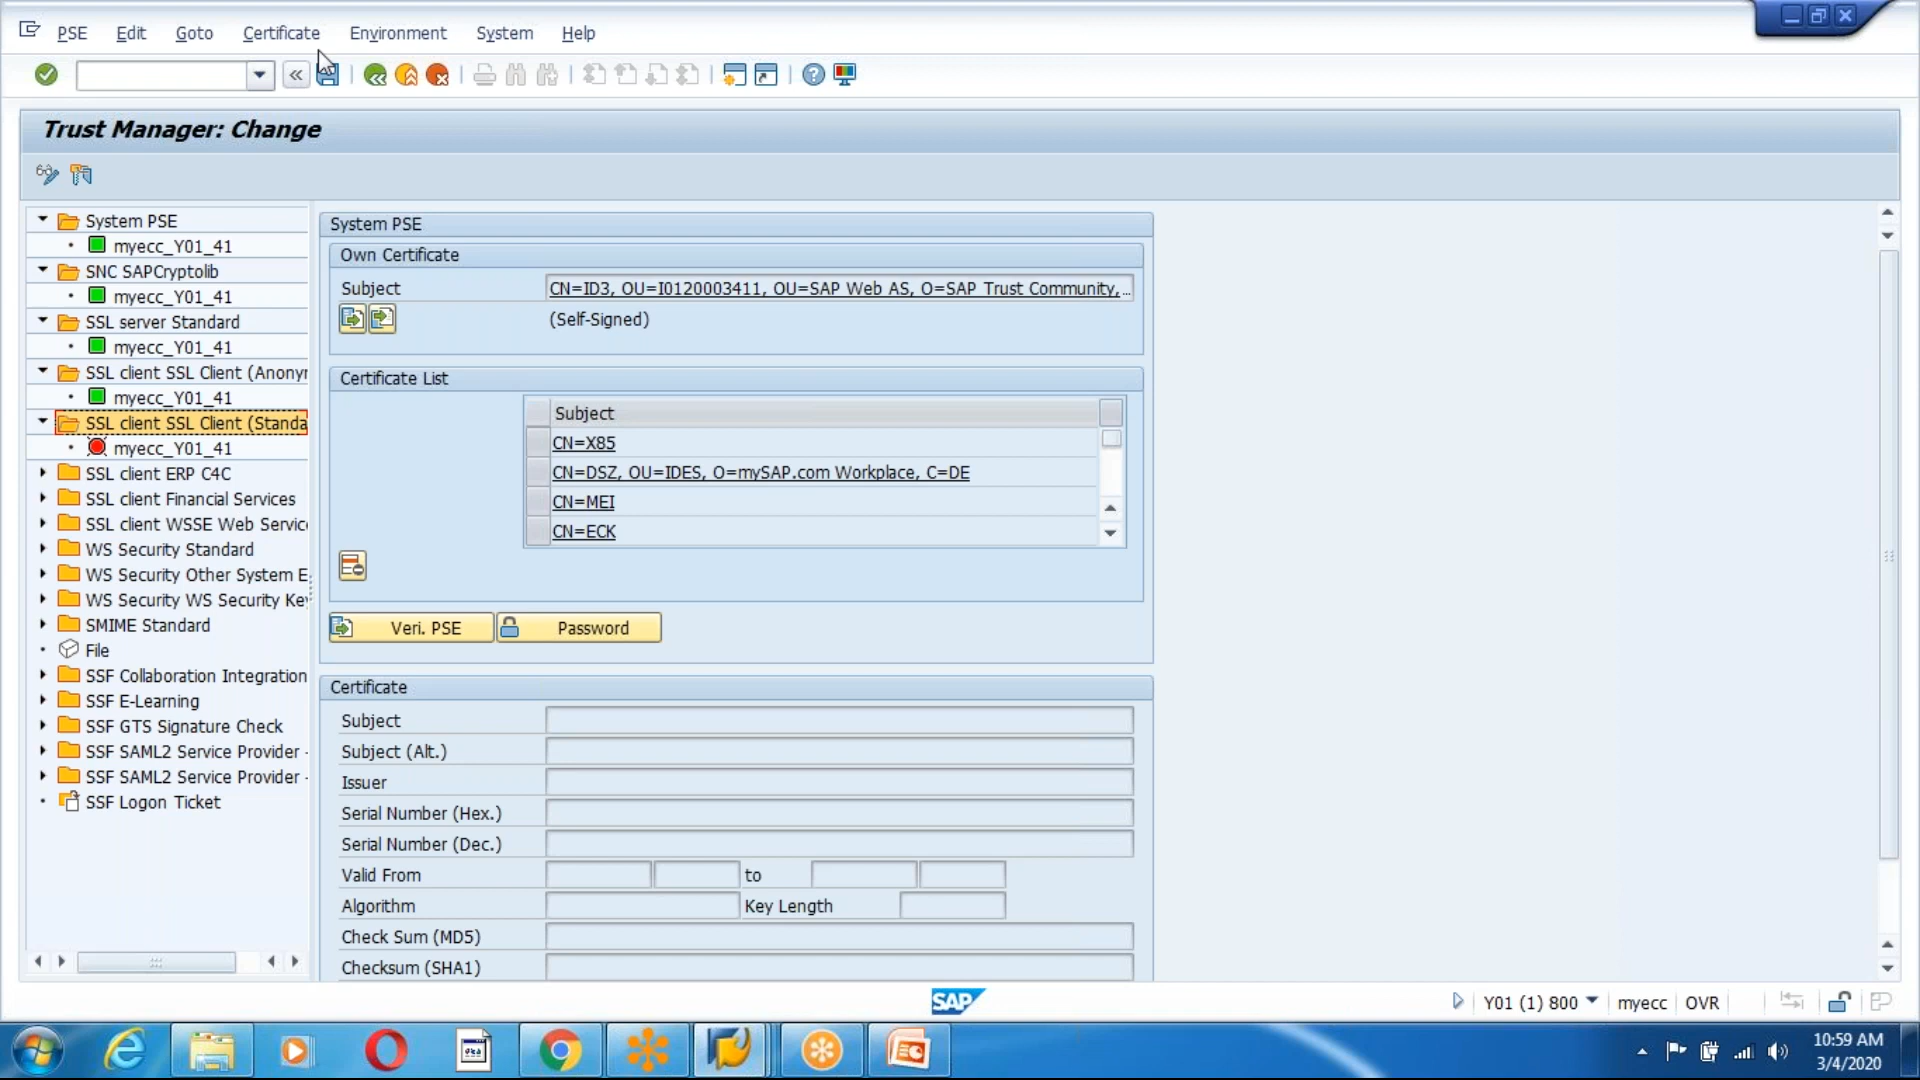 PSE Edit Goto Certificate Environment System Help
Trust Manager: Change
System PSE
myecc_Y01_41
SNC SAPCryptolib
myecc_Y01_41
SSL server Standard
myecc_Y01_41
SSL client SSL Client (Anonyr
myecc_Y01_41
SSL client SSL Client (Standa
myecc_Y01_41
SSL client ERP C4C
SSL client Financial Services
SSL client WSSE Web Servic
WS Security Standard
WS Security Other System E
WS Security WS Security Key
SMIME Standard
File
SSF Collaboration Integration
SSF E-Learning
SSF GTS Signature Check
SSF SAML2 Service Provider -
SSF SAML2 Service Provider -
SSF Logon Ticket
System PSE
Own Certificate
Subject CN=ID3, OU=I0120003411, OU=SAP Web AS, O=SAP Trust Community,...
(Self-Signed)
Certificate List
Subject
CN=X85
CN=DSZ, OU=IDES, O=mySAP.com Workplace, C=DE
CN=MEI
CN=ECK
Veri. PSE Password
Certificate
Subject
Subject (Alt.)
Issuer
Serial Number (Hex.)
Serial Number (Dec.)
Valid From to
Algorithm Key Length
Check Sum (MD5)
Checksum (SHA1)
SAP
Y01 (1) 800 myecc OVR
10:59 AM
3/4/2020